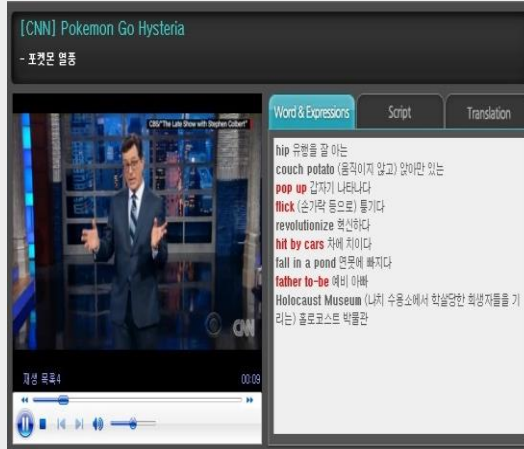 [CNN] Pokemon Go Hysteria
- 포켓몬 열풍
CBS/"The Late Show with Stephen Colbert"
CNN
재생 목록4
00:09
Word & Expressions
Script
Translation
hip 유행을 잘 아는
couch potato (움직이지 않고) 앉아만 있는
pop up 갑자기 나타나다
flick (손가락 등으로) 튕기다
revolutionize 혁신하다
hit by cars 차에 치이다
fall in a pond 연못에 빠지다
father to-be 예비 아빠
Holocaust Museum (나치 수용소에서 학살당한 희생자들을 기
리는) 홀로코스트 박물관